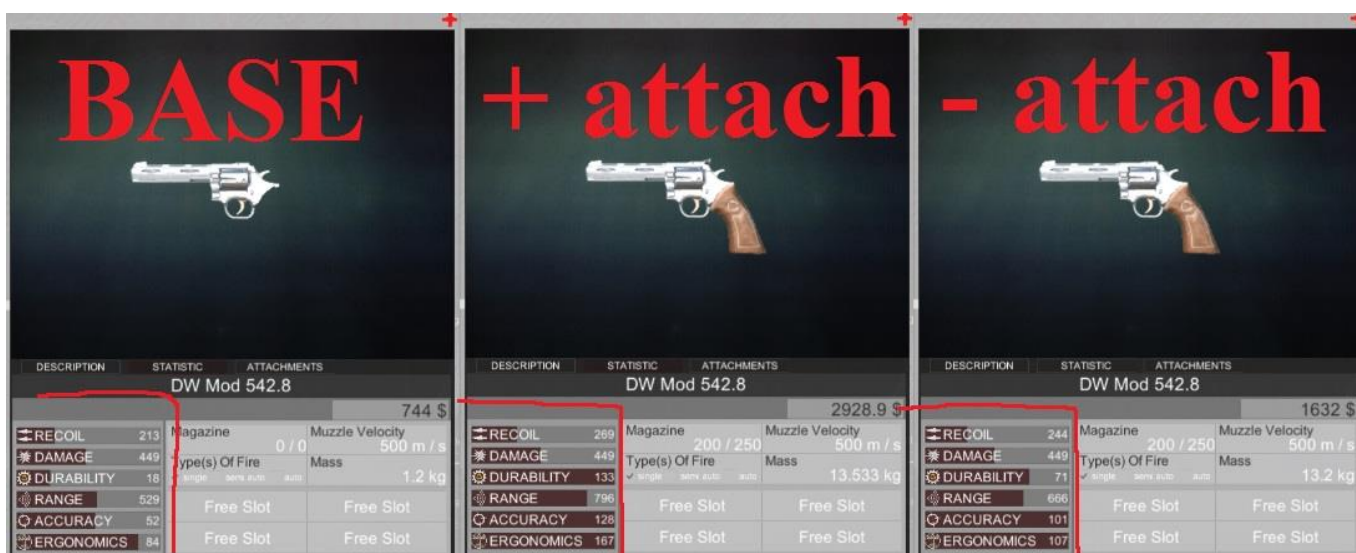 BASE
DESCRIPTION STATISTIC ATTACHMENTS
DW Mod 542.8
744 $
RECOIL 213
DAMAGE 449
DURABILITY 18
RANGE 529
ACCURACY 52
ERGONOMICS 84
Magazine
0 / 0
Muzzle Velocity
500 m / s
Type(s) Of Fire
✓ single semi auto auto
Mass
1.2 kg
Free Slot Free Slot
Free Slot Free Slot
+ attach
DESCRIPTION STATISTIC ATTACHMENTS
DW Mod 542.8
2928.9 $
RECOIL 269
DAMAGE 449
DURABILITY 133
RANGE 796
ACCURACY 128
ERGONOMICS 167
Magazine
200 / 250
Muzzle Velocity
500 m / s
Type(s) Of Fire
✓ single semi auto auto
Mass
13.533 kg
Free Slot Free Slot
Free Slot Free Slot
- attach
DESCRIPTION STATISTIC ATTACHMENTS
DW Mod 542.8
1632 $
RECOIL 244
DAMAGE 449
DURABILITY 71
RANGE 666
ACCURACY 101
ERGONOMICS 107
Magazine
200 / 250
Muzzle Velocity
500 m / s
Type(s) Of Fire
✓ single semi auto auto
Mass
13.2 kg
Free Slot Free Slot
Free Slot Free Slot